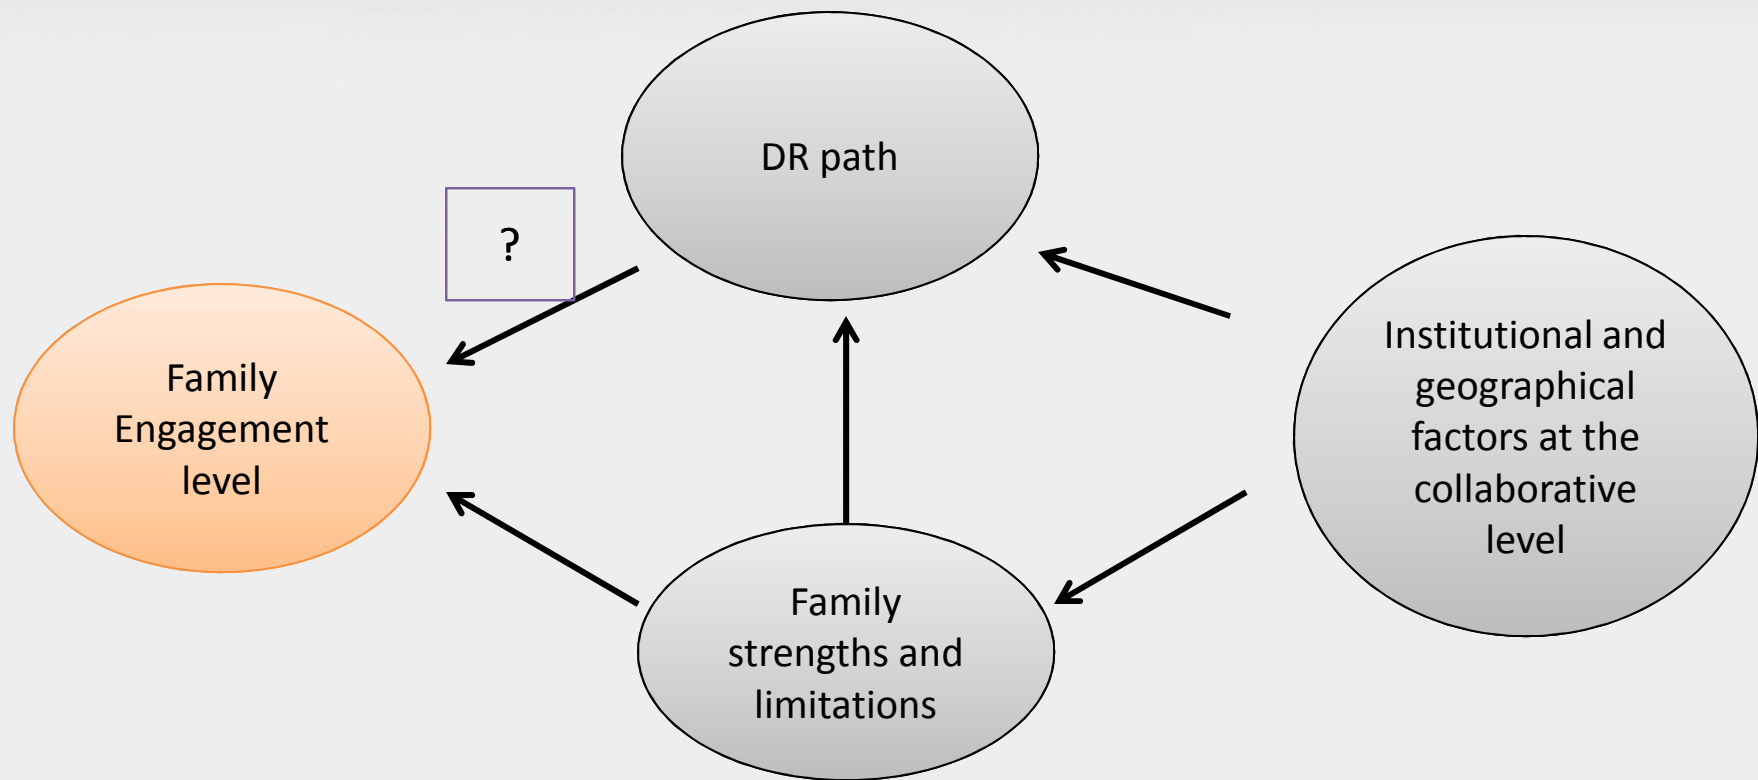 DR path
?
Family
Engagement
level
Institutional and
geographical
factors at the
collaborative
level
Family
strengths and
limitations